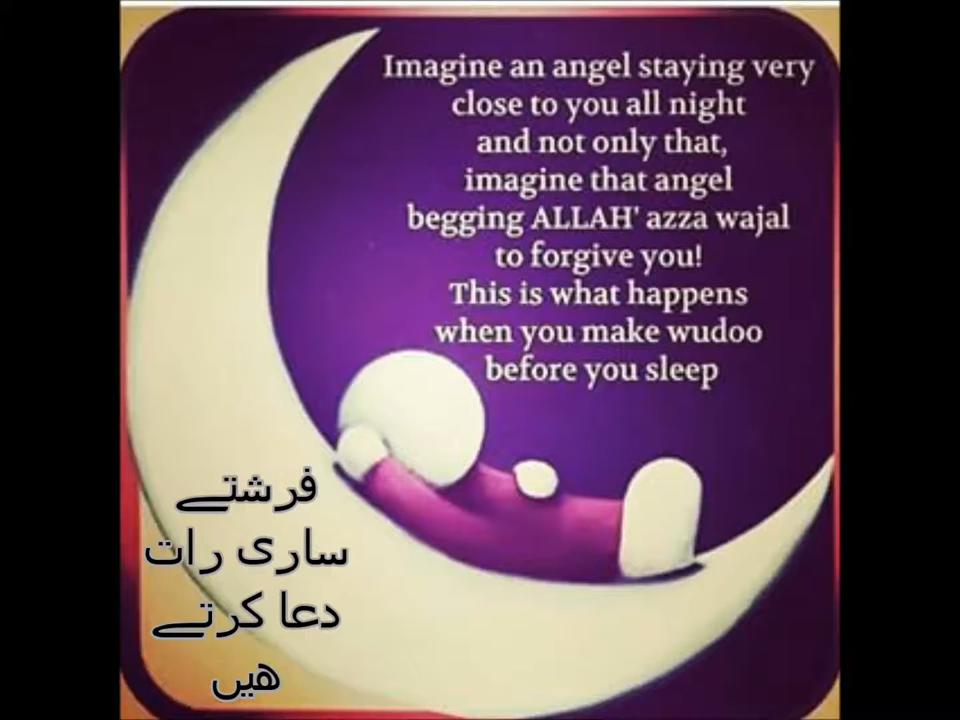 Imagine an angel staying very
close to you all night
and not only that,
imagine that angel
begging ALLAH' azza wajal
to forgive you!
This is what happens
when you make wudoo
before you sleep
فرشتے
ساری رات
دعا کرتے
ھیں